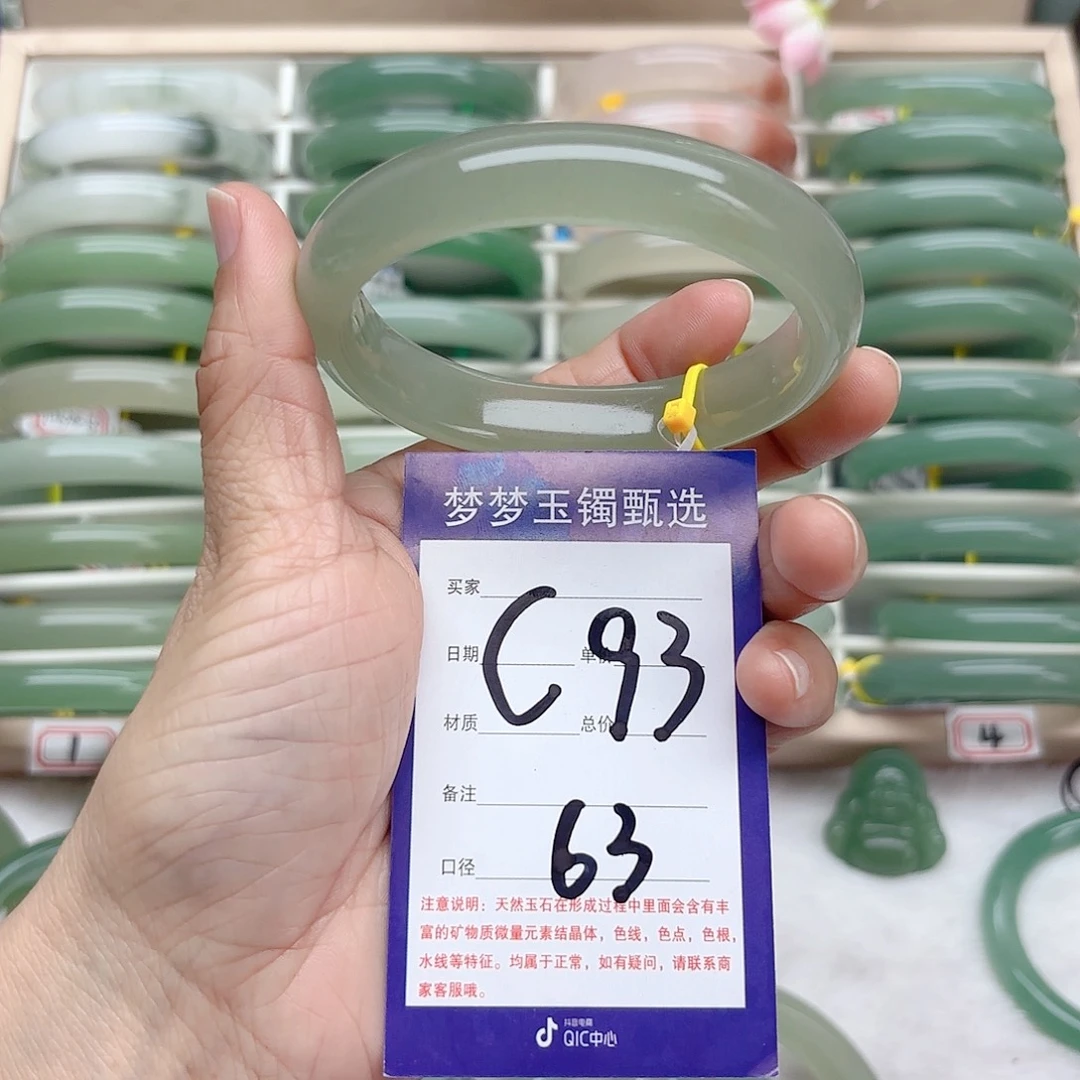 梦梦玉镯甄选
买家
C93
日期
材质 总价
备注
口径 63
注意说明：天然玉石在形成过程中里面会含有丰
富的矿物质微量元素结晶体，色线，色点，色根，
水线等特征。均属于正常，如有疑问，请联系商
家客服哦。
抖音电商
QIC中心
1
4